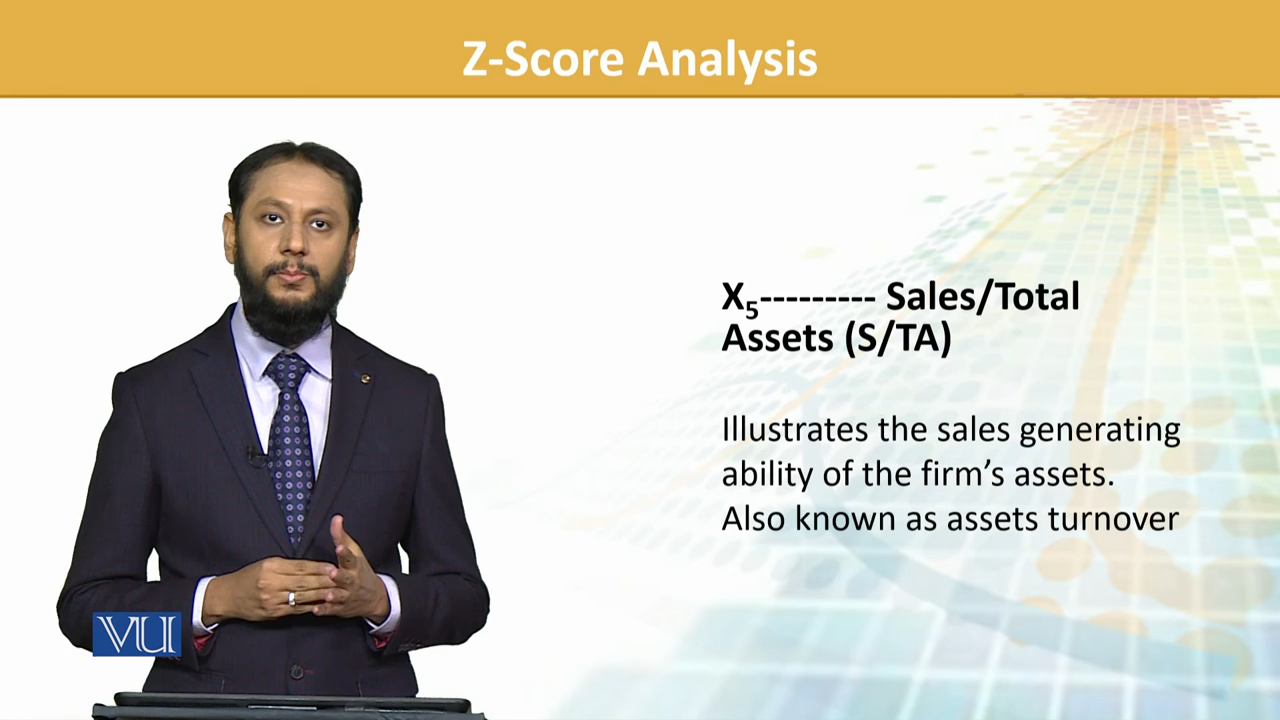 Z-Score Analysis
X₅--------- Sales/Total
Assets (S/TA)
Illustrates the sales generating
ability of the firm’s assets.
Also known as assets turnover
VU